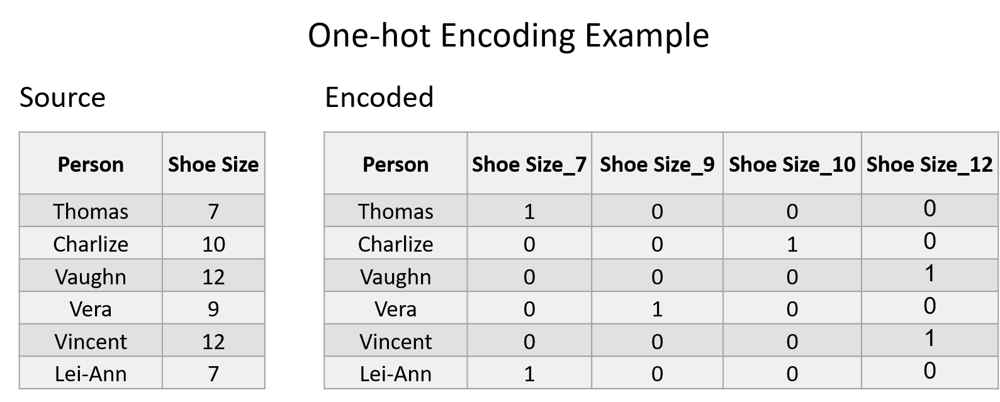 One-hot Encoding Example
Source
Person Shoe Size
Thomas 7
Charlize 10
Vaughn 12
Vera 9
Vincent 12
Lei-Ann 7
Encoded
Person Shoe Size_7 Shoe Size_9 Shoe Size_10 Shoe Size_12
Thomas 1 0 0 0
Charlize 0 0 1 0
Vaughn 0 0 0 1
Vera 0 1 0 0
Vincent 0 0 0 1
Lei-Ann 1 0 0 0